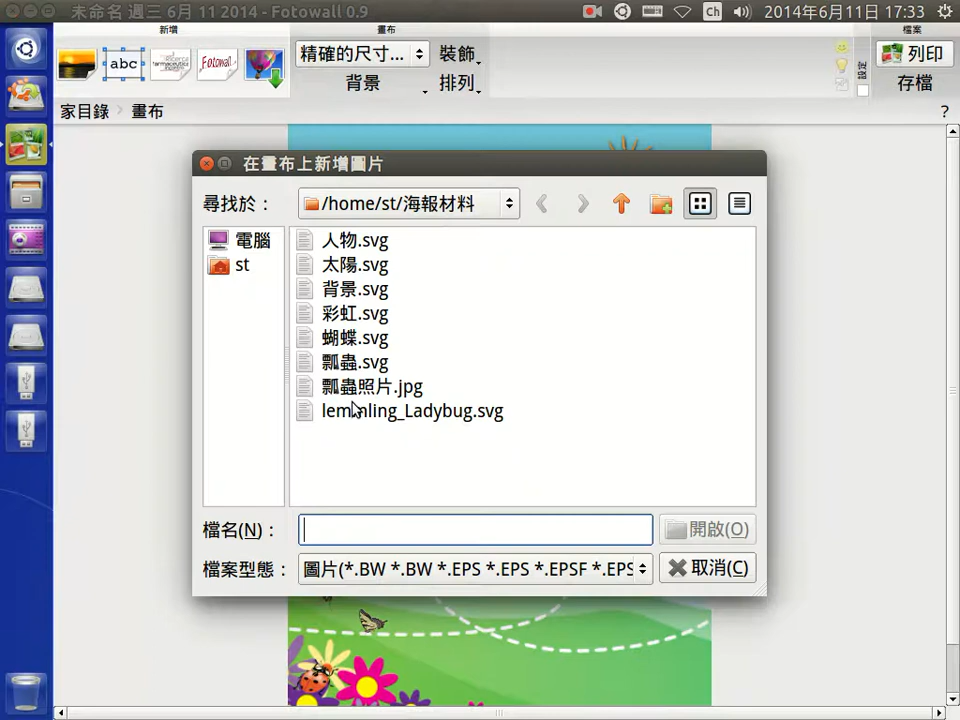 未命名 週三 6月 11 2014 - Fotowall 0.9
Ch
2014年6月11日 17:33
新增
畫布
檔案
abc
Fotowall
精確的尺寸...
裝飾
背景
排列
設定
列印
存檔
家目錄
畫布
?
在畫布上新增圖片
尋找於：
/home/st/海報材料
電腦
st
人物.svg
太陽.svg
背景.svg
彩虹.svg
蝴蝶.svg
瓢蟲.svg
瓢蟲照片.jpg
lemmling_Ladybug.svg
檔名(N)：
開啟(O)
檔案型態：
圖片(*.BW *.BW *.EPS *.EPS *.EPSF *.EPS
取消(C)